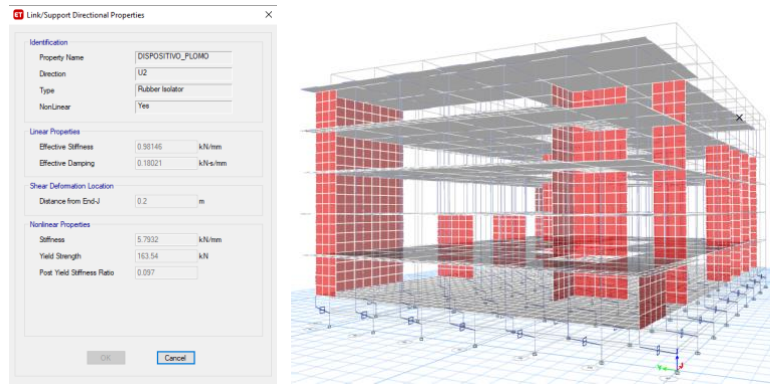 ET Link/Support Directional Properties
Identification
Property Name DISPOSITIVO_PLOMO
Direction U2
Type Rubber Isolator
NonLinear Yes
Linear Properties
Effective Stiffness 0.98146 kN/mm
Effective Damping 0.18021 kN-s/mm
Shear Deformation Location
Distance from End-J 0.2 m
Nonlinear Properties
Stiffness 5.7932 kN/mm
Yield Strength 163.54 kN
Post Yield Stiffness Ratio 0.097
OK Cancel